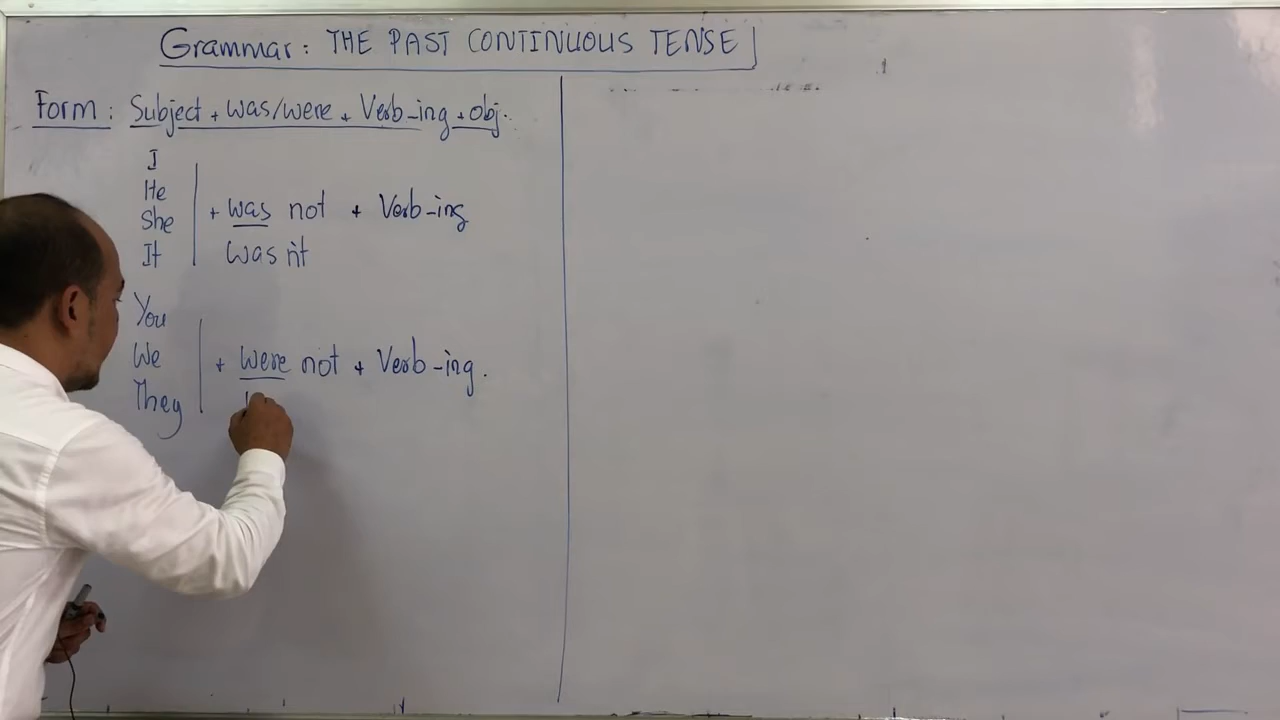 Grammar: THE PAST CONTINUOUS TENSE
Form: Subject + was/were + Verb-ing + obj.
I
He
She
It
+ was not + Verb-ing
wasn't
You
We
They
+ were not + Verb-ing.